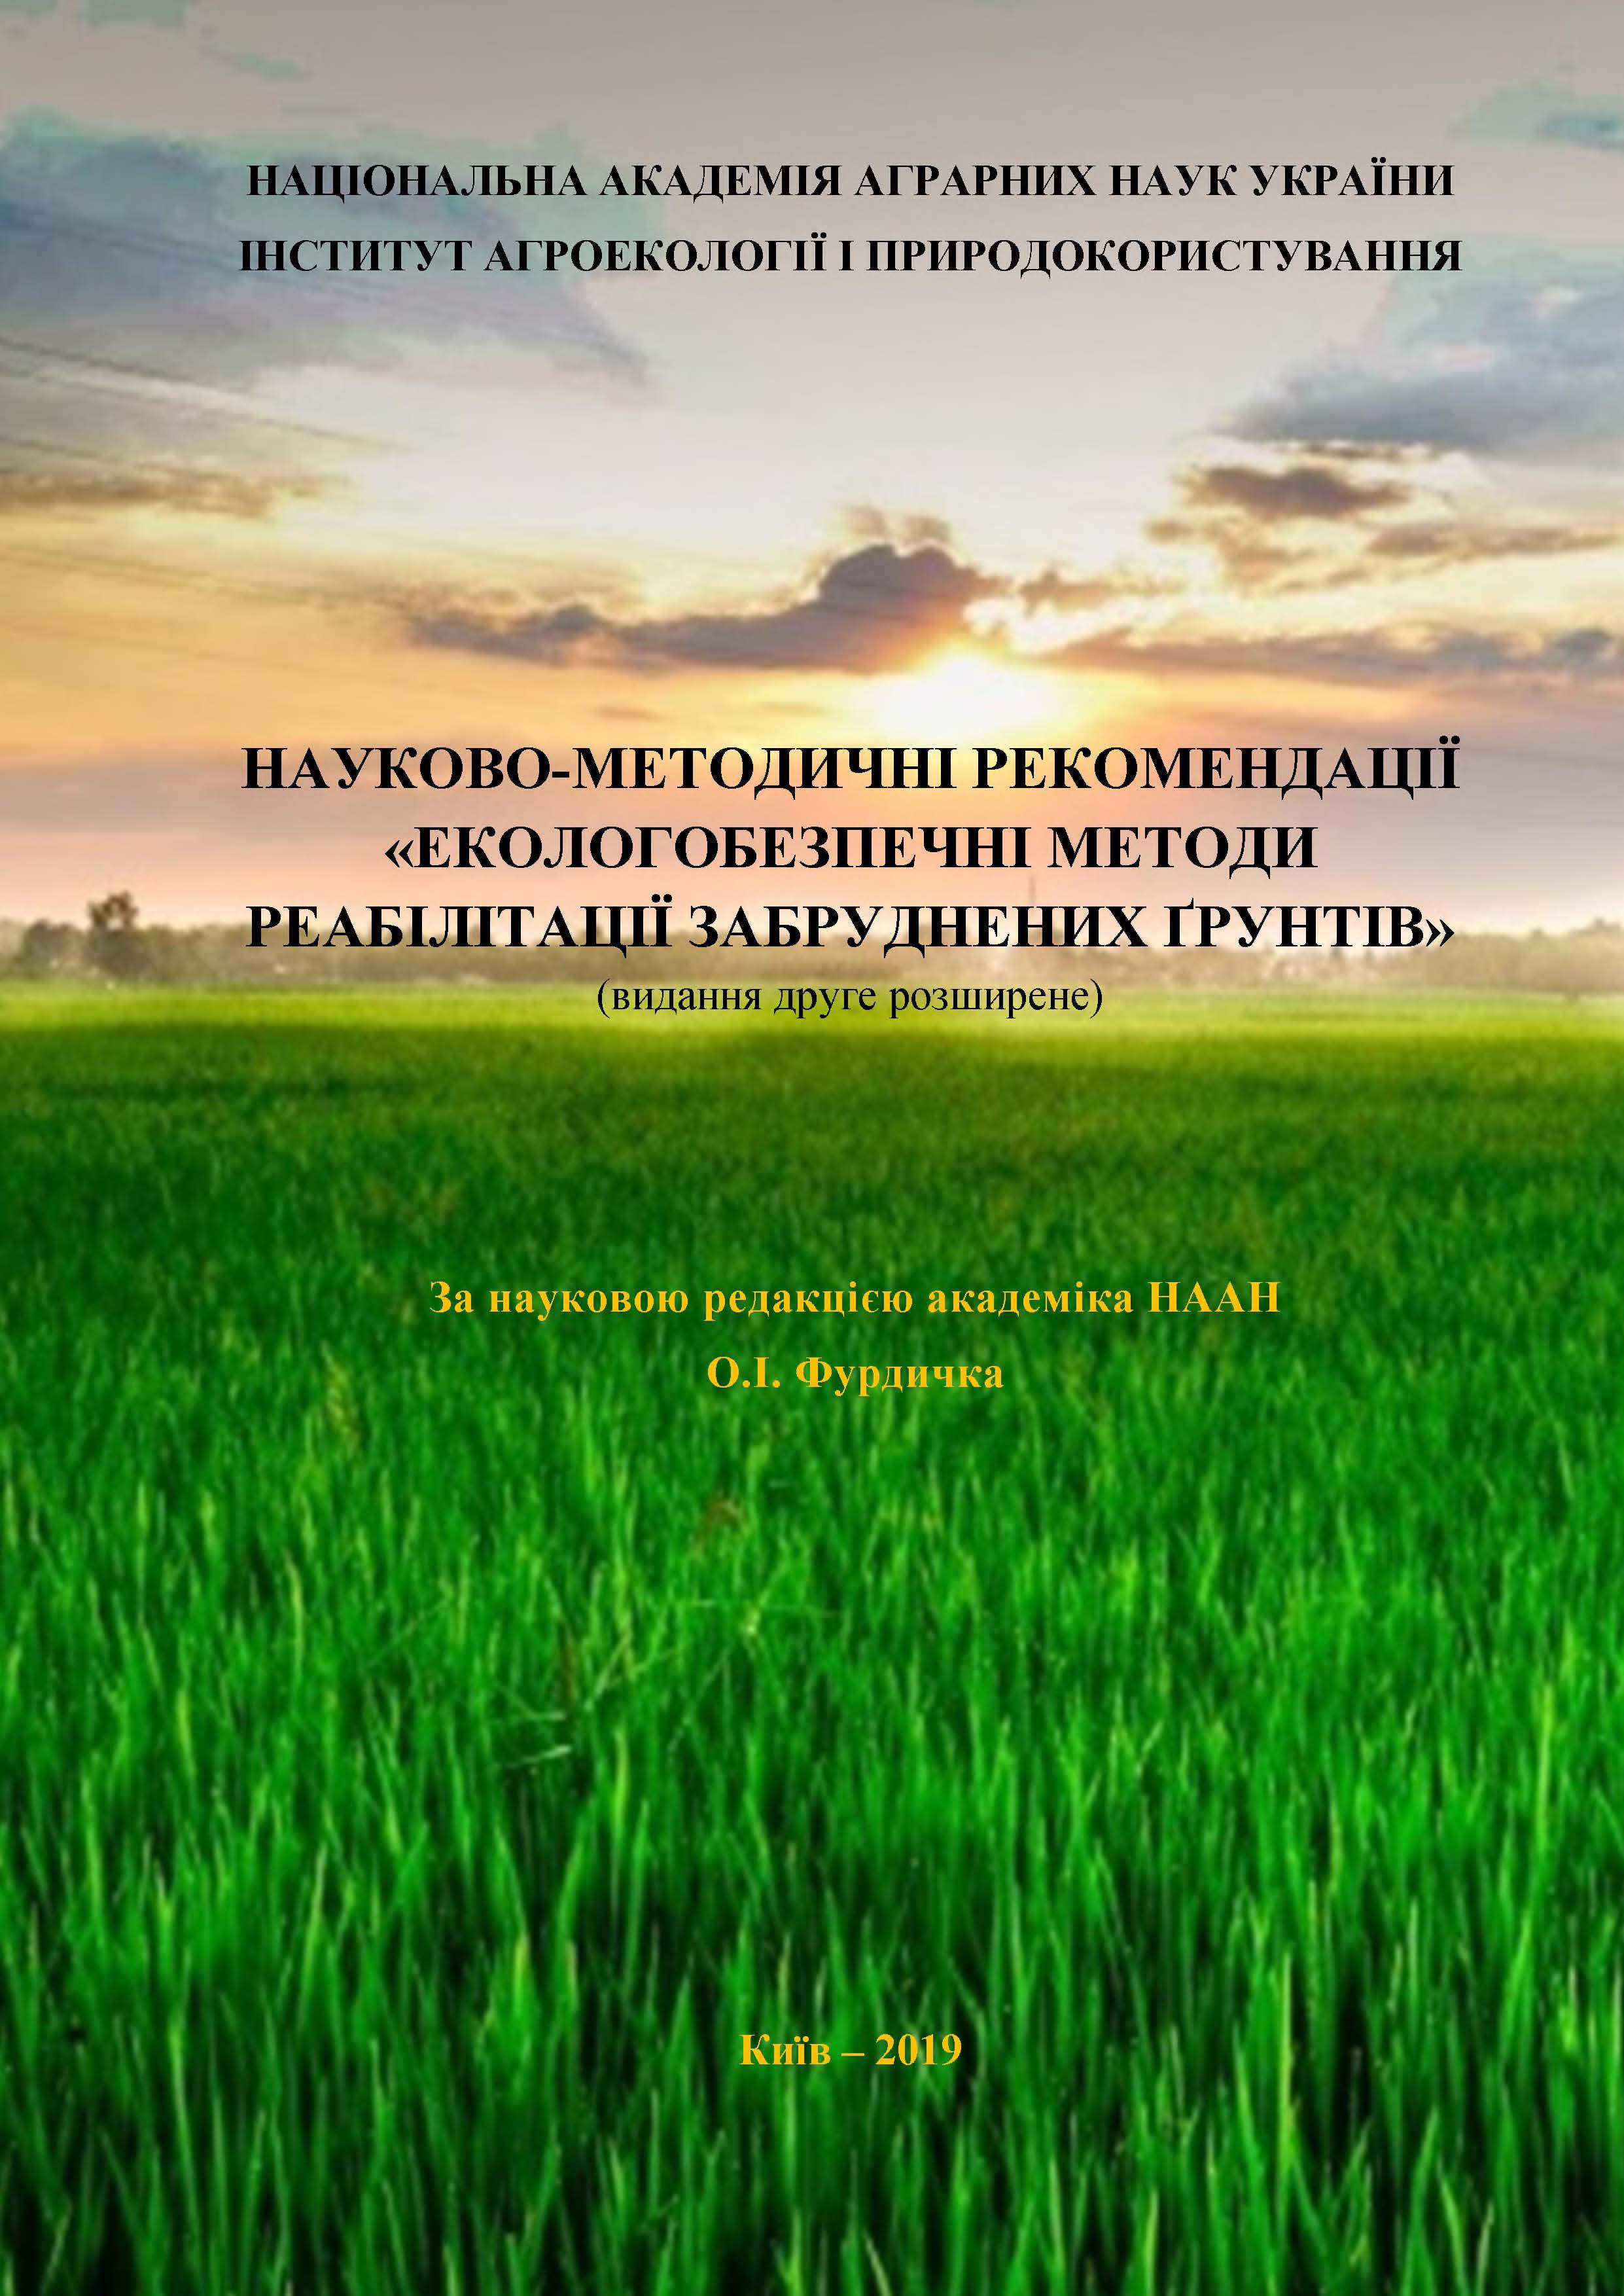 НАЦІОНАЛЬНА АКАДЕМІЯ АГРАРНИХ НАУК УКРАЇНИ
ІНСТИТУТ АГРОЕКОЛОГІЇ І ПРИРОДОКОРИСТУВАННЯ
НАУКОВО-МЕТОДИЧНІ РЕКОМЕНДАЦІЇ
«ЕКОЛОГОБЕЗПЕЧНІ МЕТОДИ
РЕАБІЛІТАЦІЇ ЗАБРУДНЕНИХ ҐРУНТІВ»
(видання друге розширене)
За науковою редакцією академіка НААН
О.І. Фурдичка
Київ – 2019